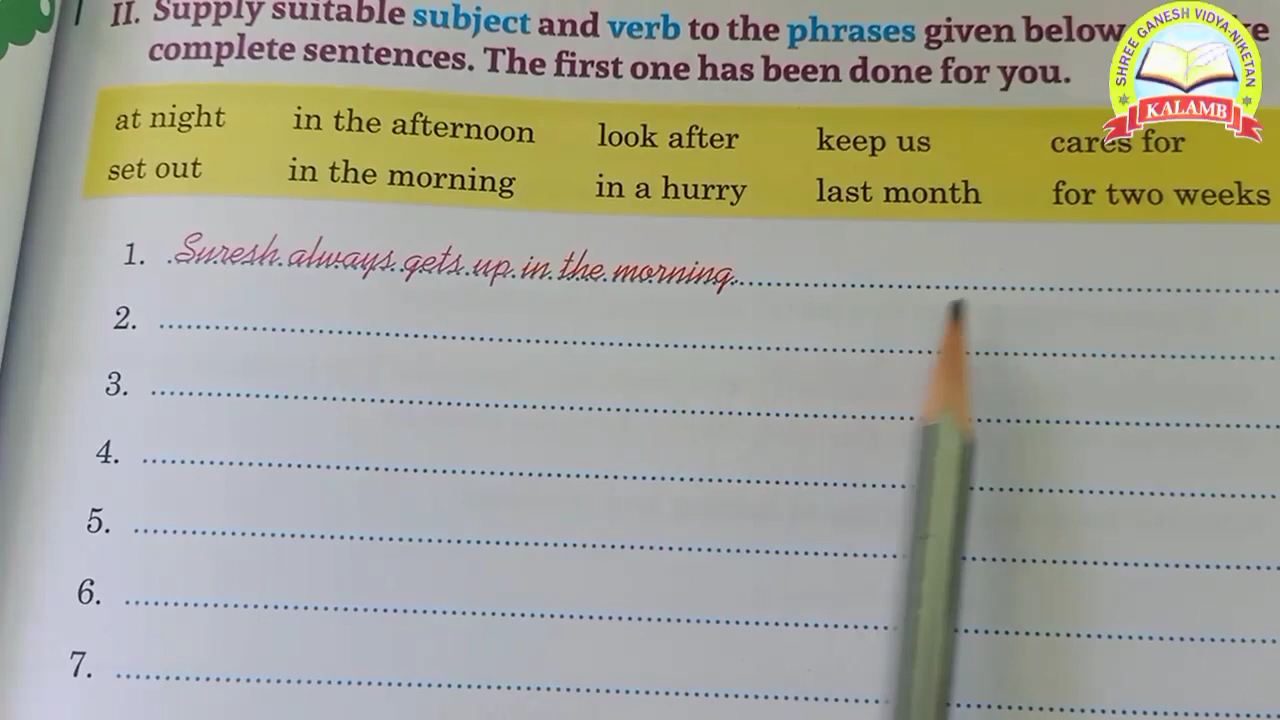 II. Supply suitable subject and verb to the phrases given below
complete sentences. The first one has been done for you.
at night in the afternoon look after keep us cares for
set out in the morning in a hurry last month for two weeks
1. Suresh always gets up in the morning.
2.
3.
4.
5.
6.
7.
SHREE GANESH VIDYA-NIKETAN
KALAMB